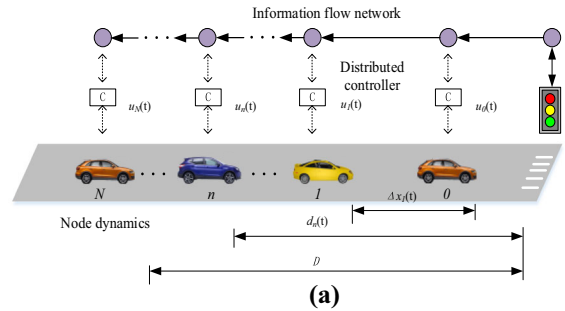 Information flow network
Distributed
controller
C C C C
uN(t) un(t) u1(t) u0(t)
N n 1 0
Δx1(t)
Node dynamics
dn(t)
D
(a)